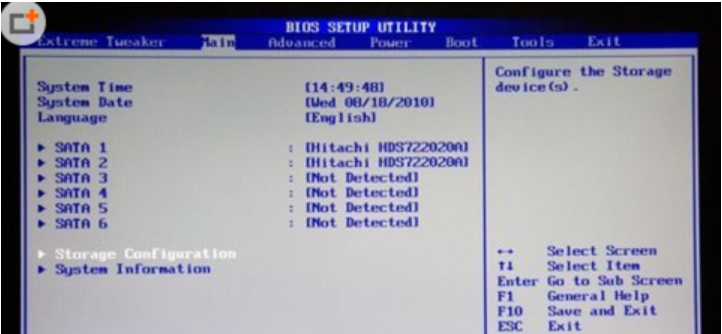 BIOS SETUP UTILITY
Extreme Tweaker Main Advanced Power Boot Tools Exit
System Time [14:49:48]
System Date [Wed 08/18/2010]
Language [English]
▶ SATA 1 : [Hitachi HDS722020A]
▶ SATA 2 : [Hitachi HDS722020A]
▶ SATA 3 : [Not Detected]
▶ SATA 4 : [Not Detected]
▶ SATA 5 : [Not Detected]
▶ SATA 6 : [Not Detected]
▶ Storage Configuration
▶ System Information
Configure the Storage
device(s).
↔ Select Screen
↑↓ Select Item
Enter Go to Sub Screen
F1 General Help
F10 Save and Exit
ESC Exit